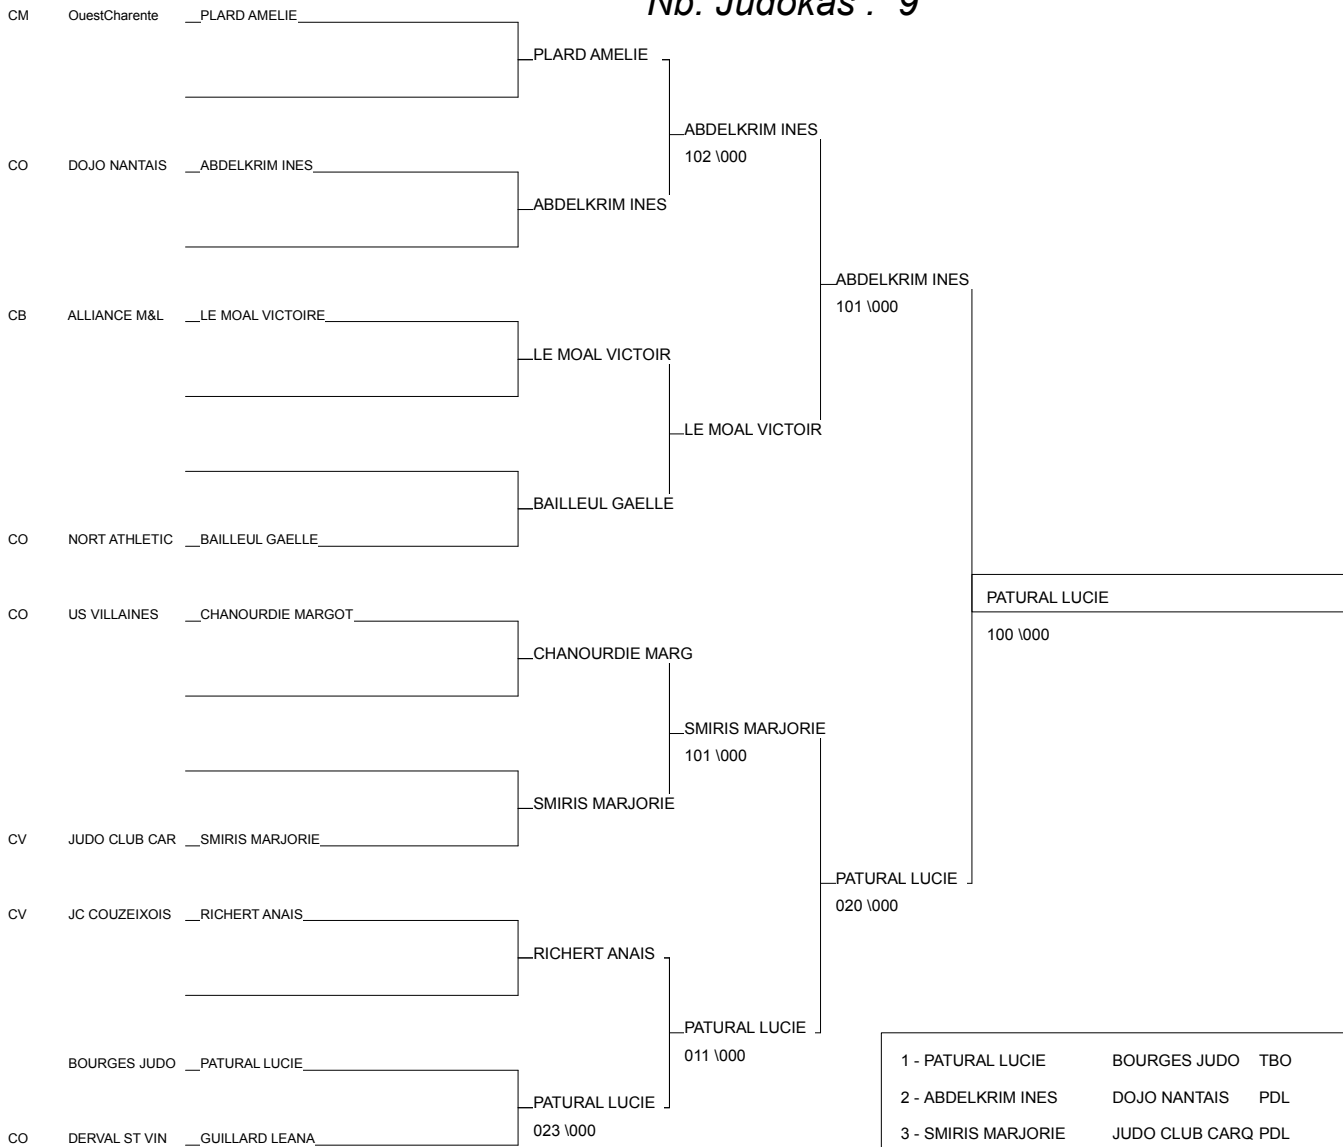 Nb. Judokas : 9
CM OuestCharente PLARD AMELIE
PLARD AMELIE
ABDELKRIM INES
102 \000
CO DOJO NANTAIS ABDELKRIM INES
ABDELKRIM INES
ABDELKRIM INES
101 \000
CB ALLIANCE M&L LE MOAL VICTOIRE
LE MOAL VICTOIR
LE MOAL VICTOIR
BAILLEUL GAELLE
CO NORT ATHLETIC BAILLEUL GAELLE
PATURAL LUCIE
100 \000
CO US VILLAINES CHANOURDIE MARGOT
CHANOURDIE MARG
SMIRIS MARJORIE
101 \000
SMIRIS MARJORIE
CV JUDO CLUB CAR SMIRIS MARJORIE
PATURAL LUCIE
020 \000
CV JC COUZEIXOIS RICHERT ANAIS
RICHERT ANAIS
PATURAL LUCIE
011 \000
BOURGES JUDO PATURAL LUCIE
PATURAL LUCIE
023 \000
CO DERVAL ST VIN GUILLARD LEANA
1 - PATURAL LUCIE BOURGES JUDO TBO
2 - ABDELKRIM INES DOJO NANTAIS PDL
3 - SMIRIS MARJORIE JUDO CLUB CARQ PDL